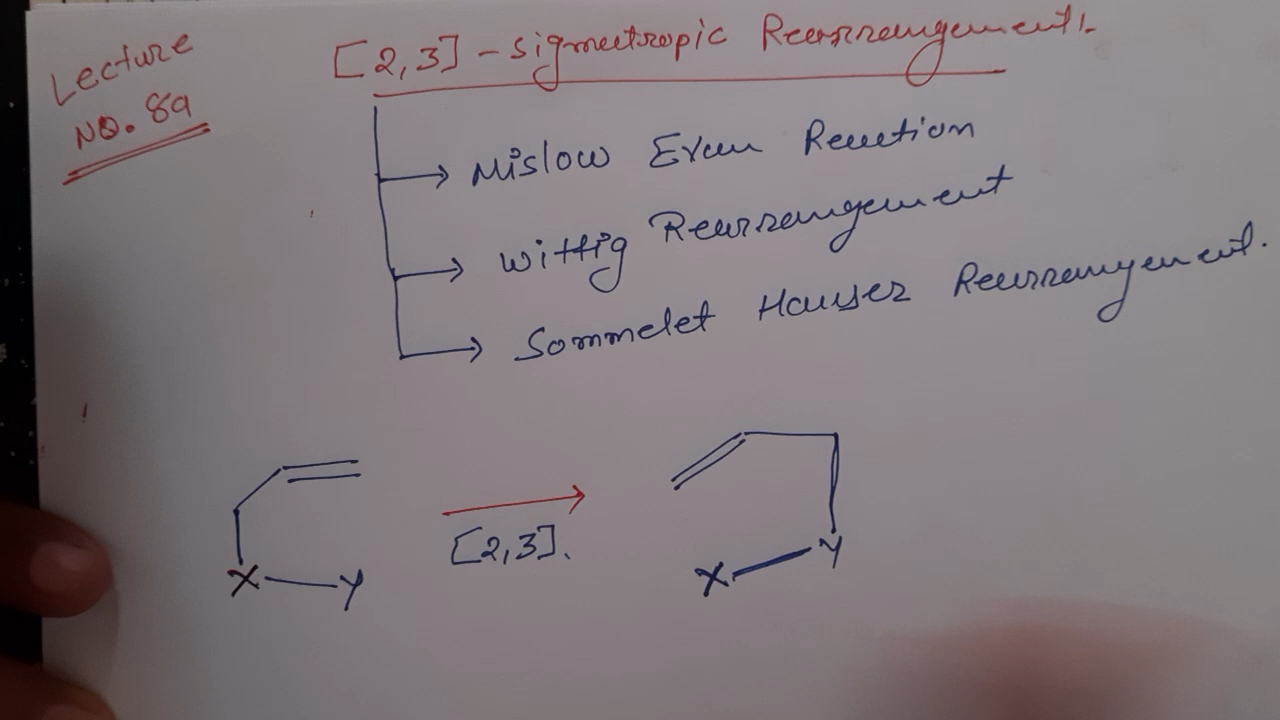 Lecture
NO. 89
[2,3] - Sigmatropic Rearrangement:-
Mislow Evan Reaction
Wittig Rearrangement
Sommelet Hauser Rearrangement.
X
Y
[2,3].
X
Y